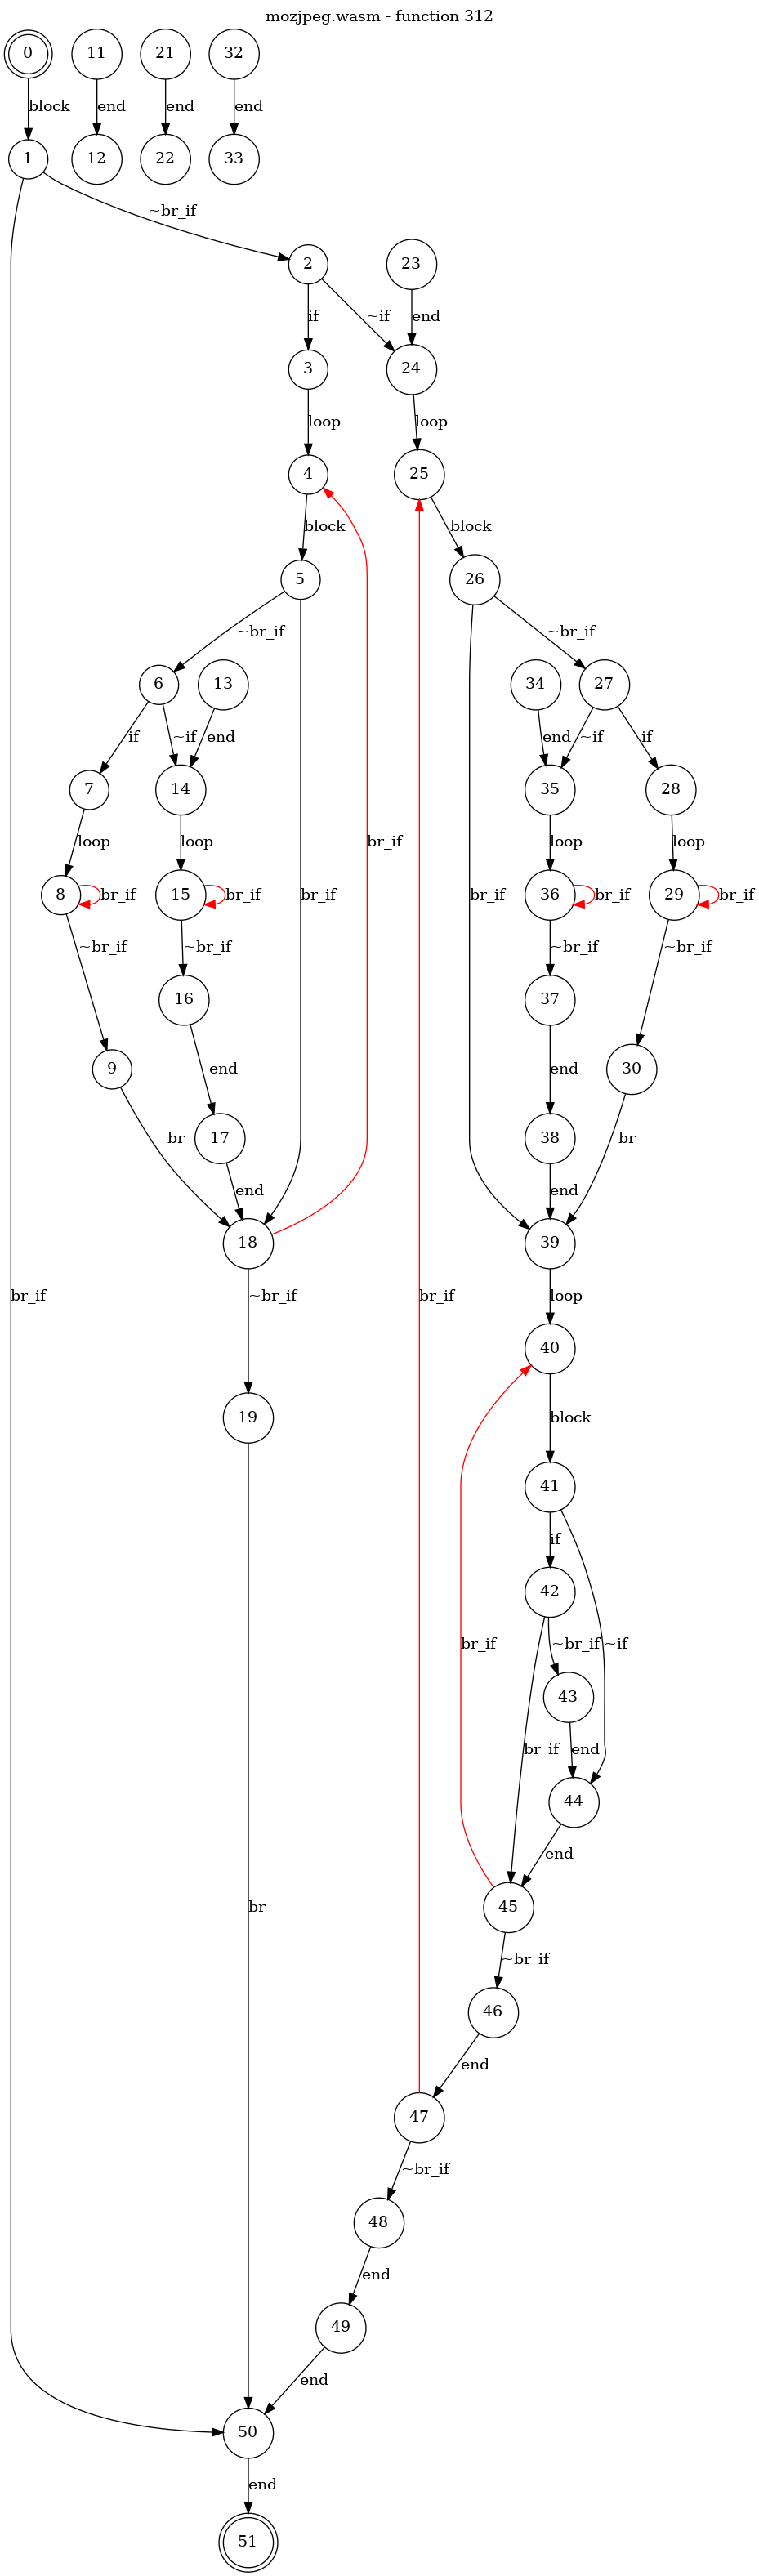 mozjpeg.wasm - function 312
0 11 21 32
block end end end
1 12 22 33
~br_if
2 23
if ~if end
3 24
loop loop
4 25
block block
5 26
~br_if ~br_if
6 13 34 27
if ~if end end ~if if
7 14 35 28
loop loop br_if loop loop
8 br_if 15 br_if br_if br_if 36 br_if 29 br_if
~br_if ~br_if ~br_if ~br_if
16 37
9 end end 30
br 17 38 br
end end
18 39
br_if ~br_if br_if loop
40
19 block
41
if
42
br_if ~br_if ~if
43
br_if end
44
end
br 45
~br_if
46
end
47
~br_if
48
end
49
end
50
end
51